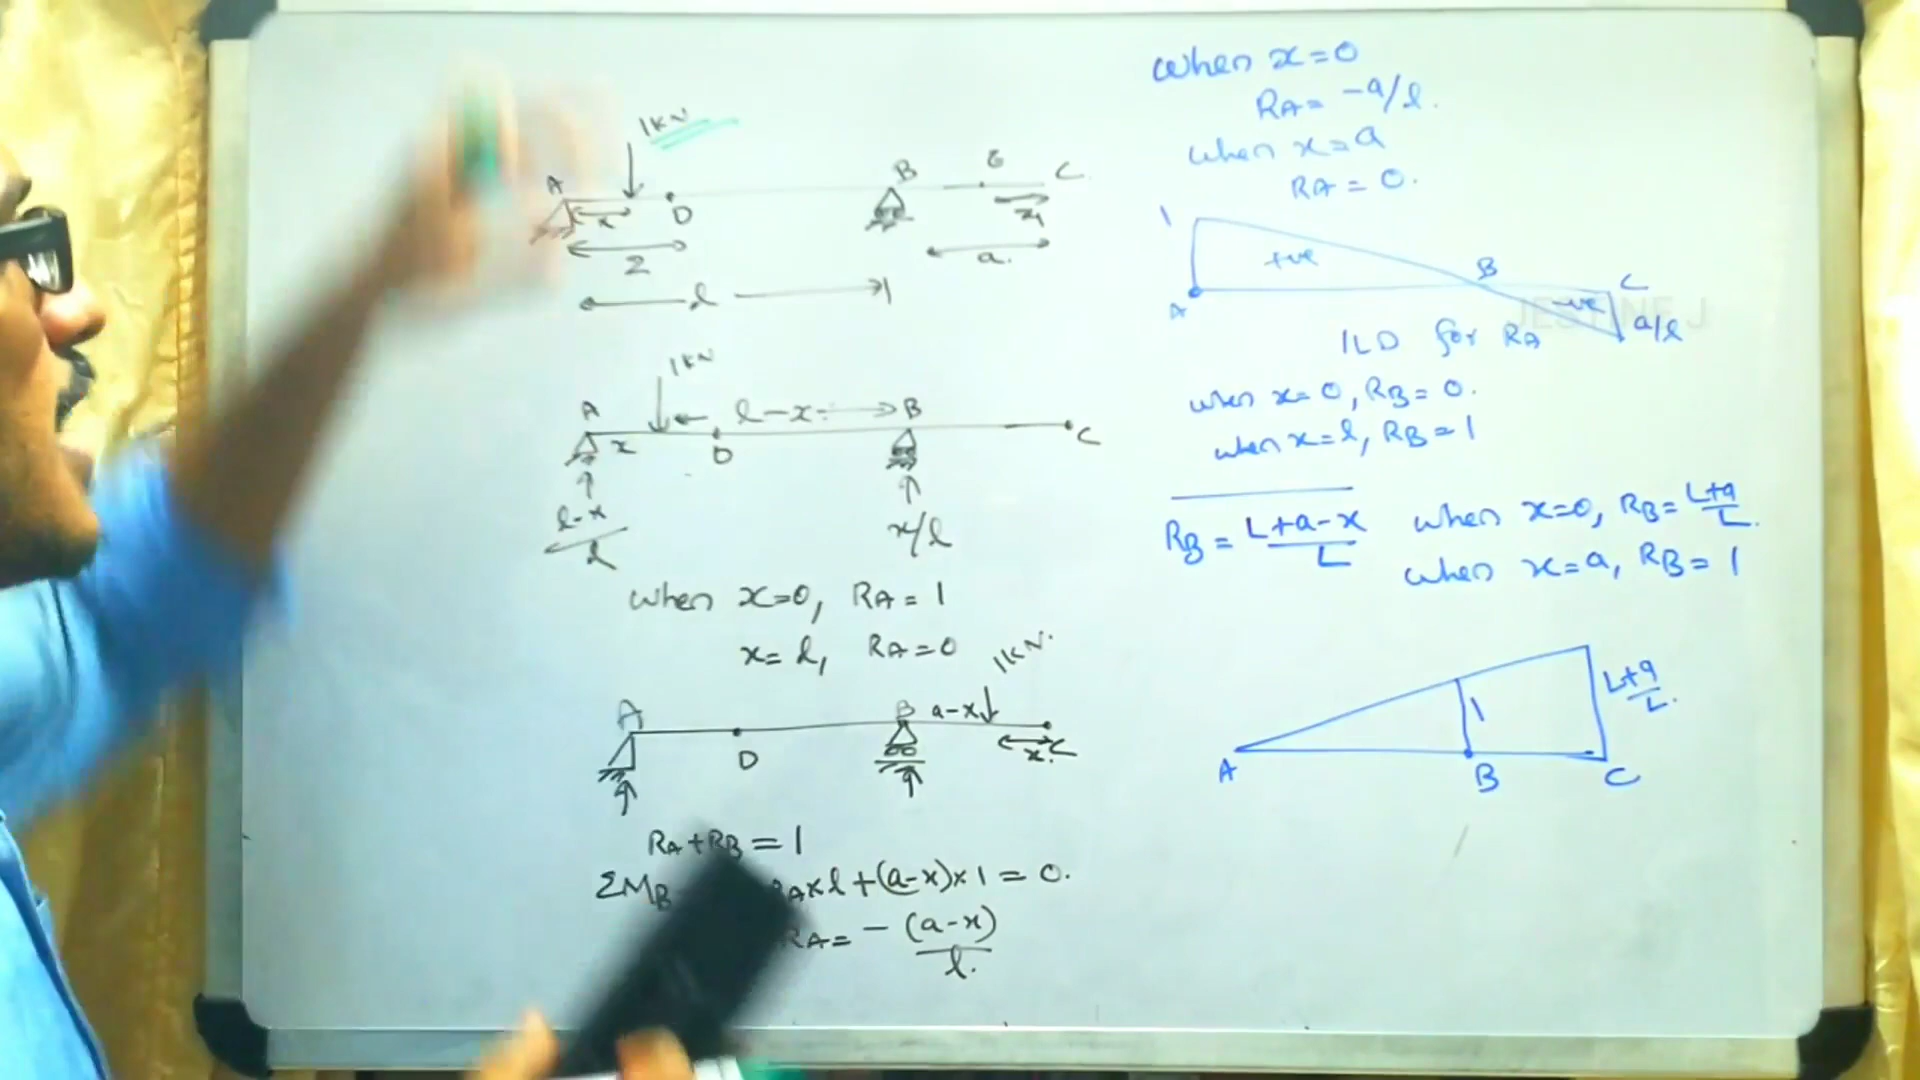 1KN
A D B E C
x x
z a.
l
1KN
A x l-x B
D C
l-x/l x/l
when x=0, RA = 1
x= l, RA=0
1KN.
A D B a-x x C
RA+RB = 1
ΣMB RAxl+(a-x)x1 = 0.
RA= - (a-x)/l.
when x=0
RA= -a/l.
when x=a
RA = 0.
1 +ve B C
A -ve a/l
JESTINE J
ILD for RA
when x=0, RB=0.
when x=l, RB=1
RB = L+a-x/L when x=0, RB= L+a/L.
when x=a, RB=1
1 L+a/L.
A B C